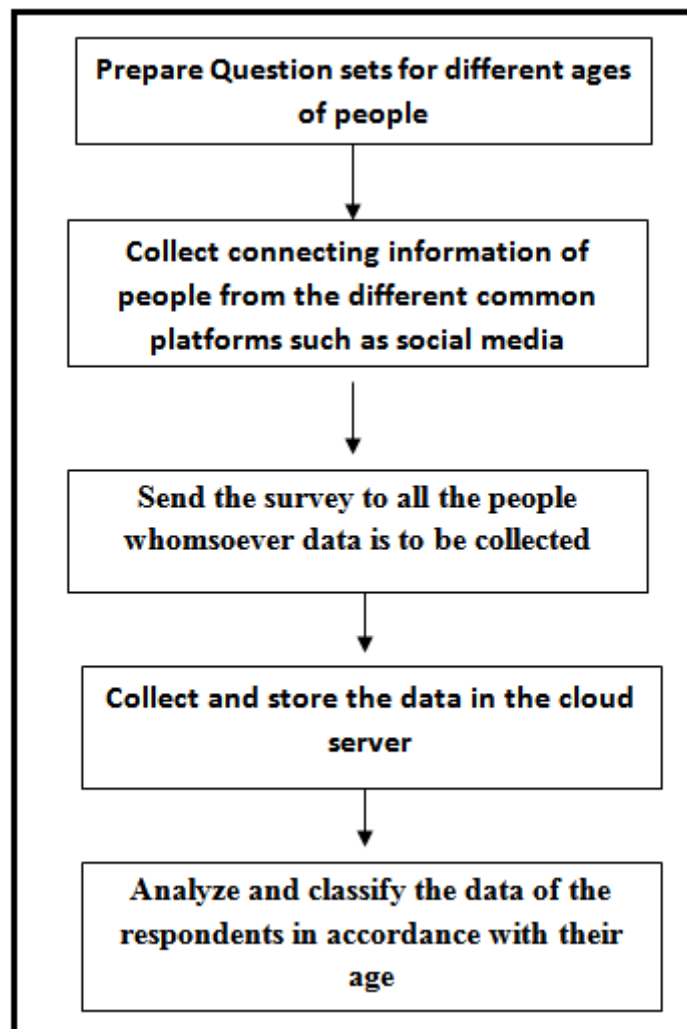 Prepare Question sets for different ages
of people
Collect connecting information of
people from the different common
platforms such as social media
Send the survey to all the people
whomsoever data is to be collected
Collect and store the data in the cloud
server
Analyze and classify the data of the
respondents in accordance with their
age